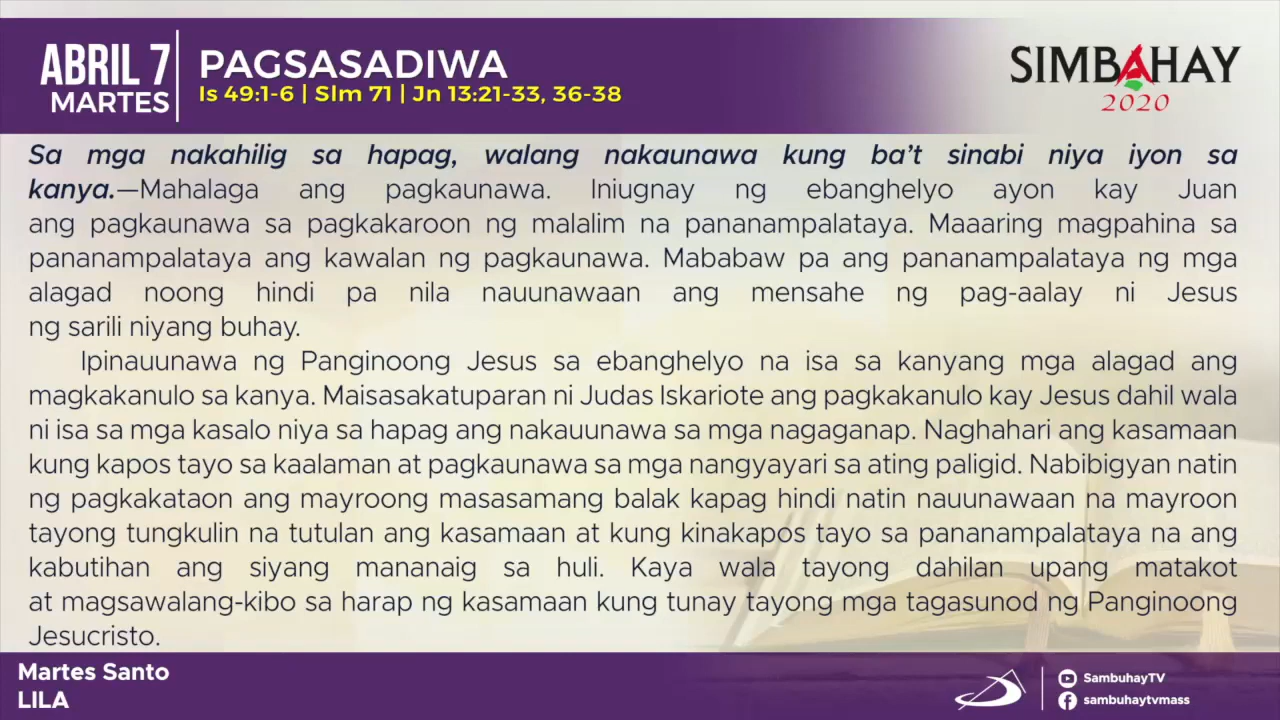 ABRIL 7
MARTES
PAGSASADIWA
Is 49:1-6 | Slm 71 | Jn 13:21-33, 36-38
SIMBAHAY
2020
Sa mga nakahilig sa hapag, walang nakaunawa kung ba't sinabi niya iyon sa
kanya.—Mahalaga ang pagkaunawa. Iniugnay ng ebanghelyo ayon kay Juan
ang pagkaunawa sa pagkakaroon ng malalim na pananampalataya. Maaaring magpahina sa
pananampalataya ang kawalan ng pagkaunawa. Mababaw pa ang pananampalataya ng mga
alagad noong hindi pa nila nauunawaan ang mensahe ng pag-aalay ni Jesus
ng sarili niyang buhay.
Ipinauunawa ng Panginoong Jesus sa ebanghelyo na isa sa kanyang mga alagad ang
magkakanulo sa kanya. Maisasakatuparan ni Judas Iskariote ang pagkakanulo kay Jesus dahil wala
ni isa sa mga kasalo niya sa hapag ang nakauunawa sa mga nagaganap. Naghahari ang kasamaan
kung kapos tayo sa kaalaman at pagkaunawa sa mga nangyayari sa ating paligid. Nabibigyan natin
ng pagkakataon ang mayroong masasamang balak kapag hindi natin nauunawaan na mayroon
tayong tungkulin na tutulan ang kasamaan at kung kinakapos tayo sa pananampalataya na ang
kabutihan ang siyang mananaig sa huli. Kaya wala tayong dahilan upang matakot
at magsawalang-kibo sa harap ng kasamaan kung tunay tayong mga tagasunod ng Panginoong
Jesucristo.
Martes Santo
LILA
SambuhayTV
sambuhaytvmass